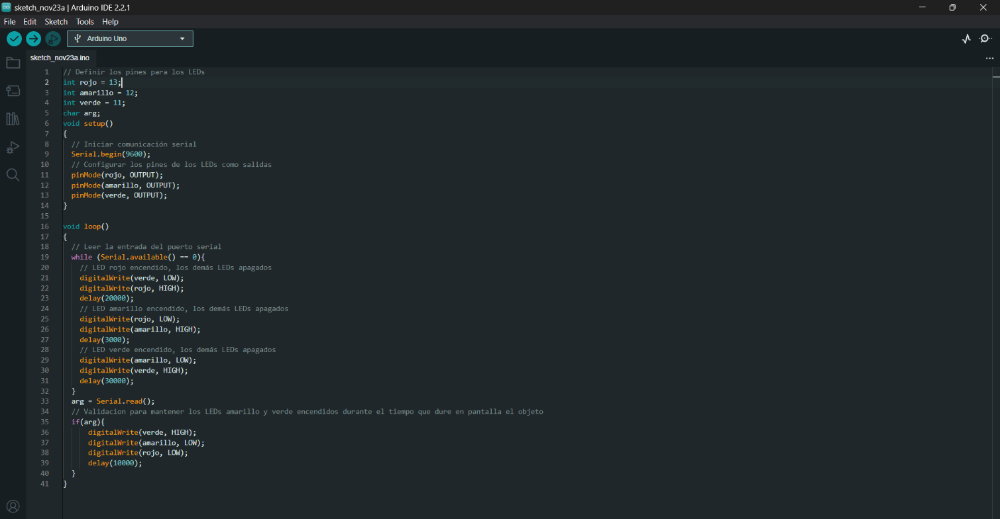 sketch_nov23a | Arduino IDE 2.2.1
File Edit Sketch Tools Help
Arduino Uno
sketch_nov23a.ino
1 // Definir los pines para los LEDs
2 int rojo = 13;
3 int amarillo = 12;
4 int verde = 11;
5 char arg;
6 void setup()
7 {
8 // Iniciar comunicación serial
9 Serial.begin(9600);
10 // Configurar los pines de los LEDs como salidas
11 pinMode(rojo, OUTPUT);
12 pinMode(amarillo, OUTPUT);
13 pinMode(verde, OUTPUT);
14 }
15
16 void loop()
17 {
18 // Leer la entrada del puerto serial
19 while (Serial.available() == 0){
20 // LED rojo encendido, los demás LEDs apagados
21 digitalWrite(verde, LOW);
22 digitalWrite(rojo, HIGH);
23 delay(20000);
24 // LED amarillo encendido, los demás LEDs apagados
25 digitalWrite(rojo, LOW);
26 digitalWrite(amarillo, HIGH);
27 delay(3000);
28 // LED verde encendido, los demás LEDs apagados
29 digitalWrite(amarillo, LOW);
30 digitalWrite(verde, HIGH);
31 delay(30000);
32 }
33 arg = Serial.read();
34 // Validacion para mantener los LEDs amarillo y verde encendidos durante el tiempo que dure en pantalla el objeto
35 if(arg){
36 digitalWrite(verde, HIGH);
37 digitalWrite(amarillo, LOW);
38 digitalWrite(rojo, LOW);
39 delay(10000);
40 }
41 }